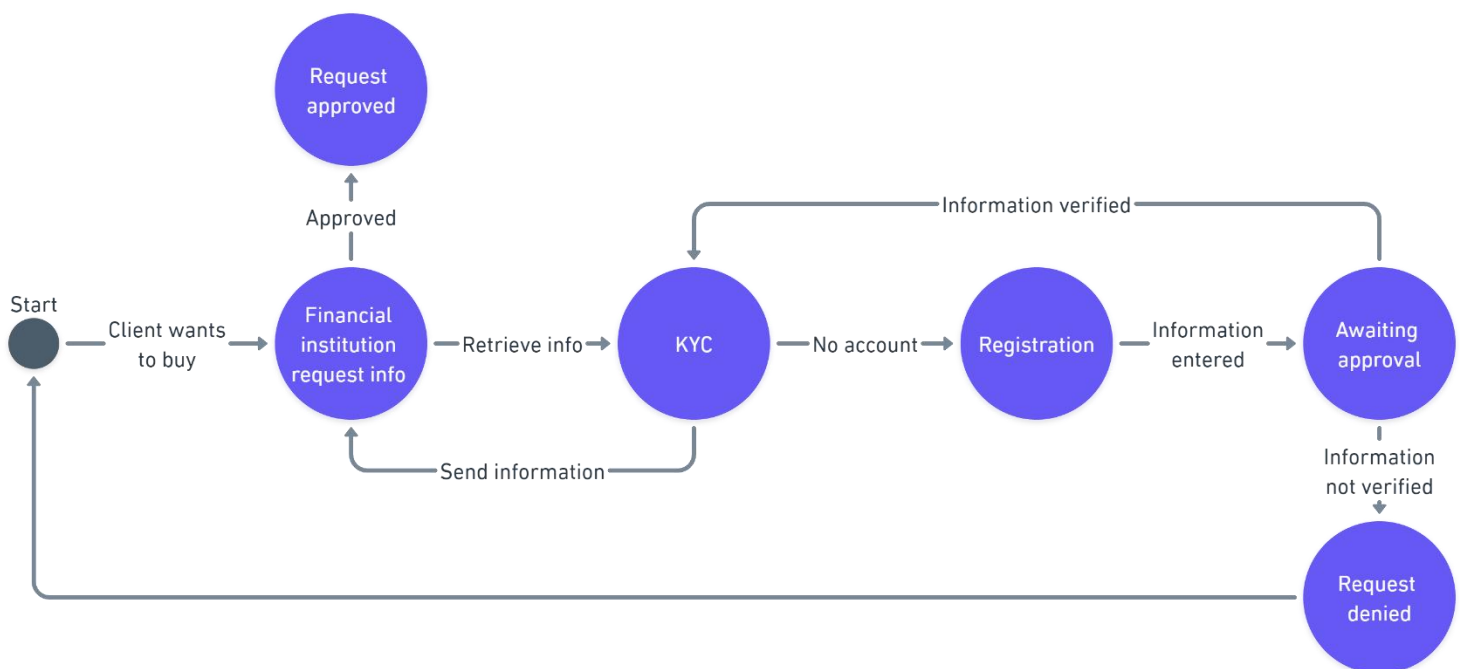 Request
approved
Information verified
Approved
Start
Client wants
to buy
Financial
institution
request info
Retrieve info
KYC
No account
Registration
Information
entered
Awaiting
approval
Send information
Information
not verified
Request
denied